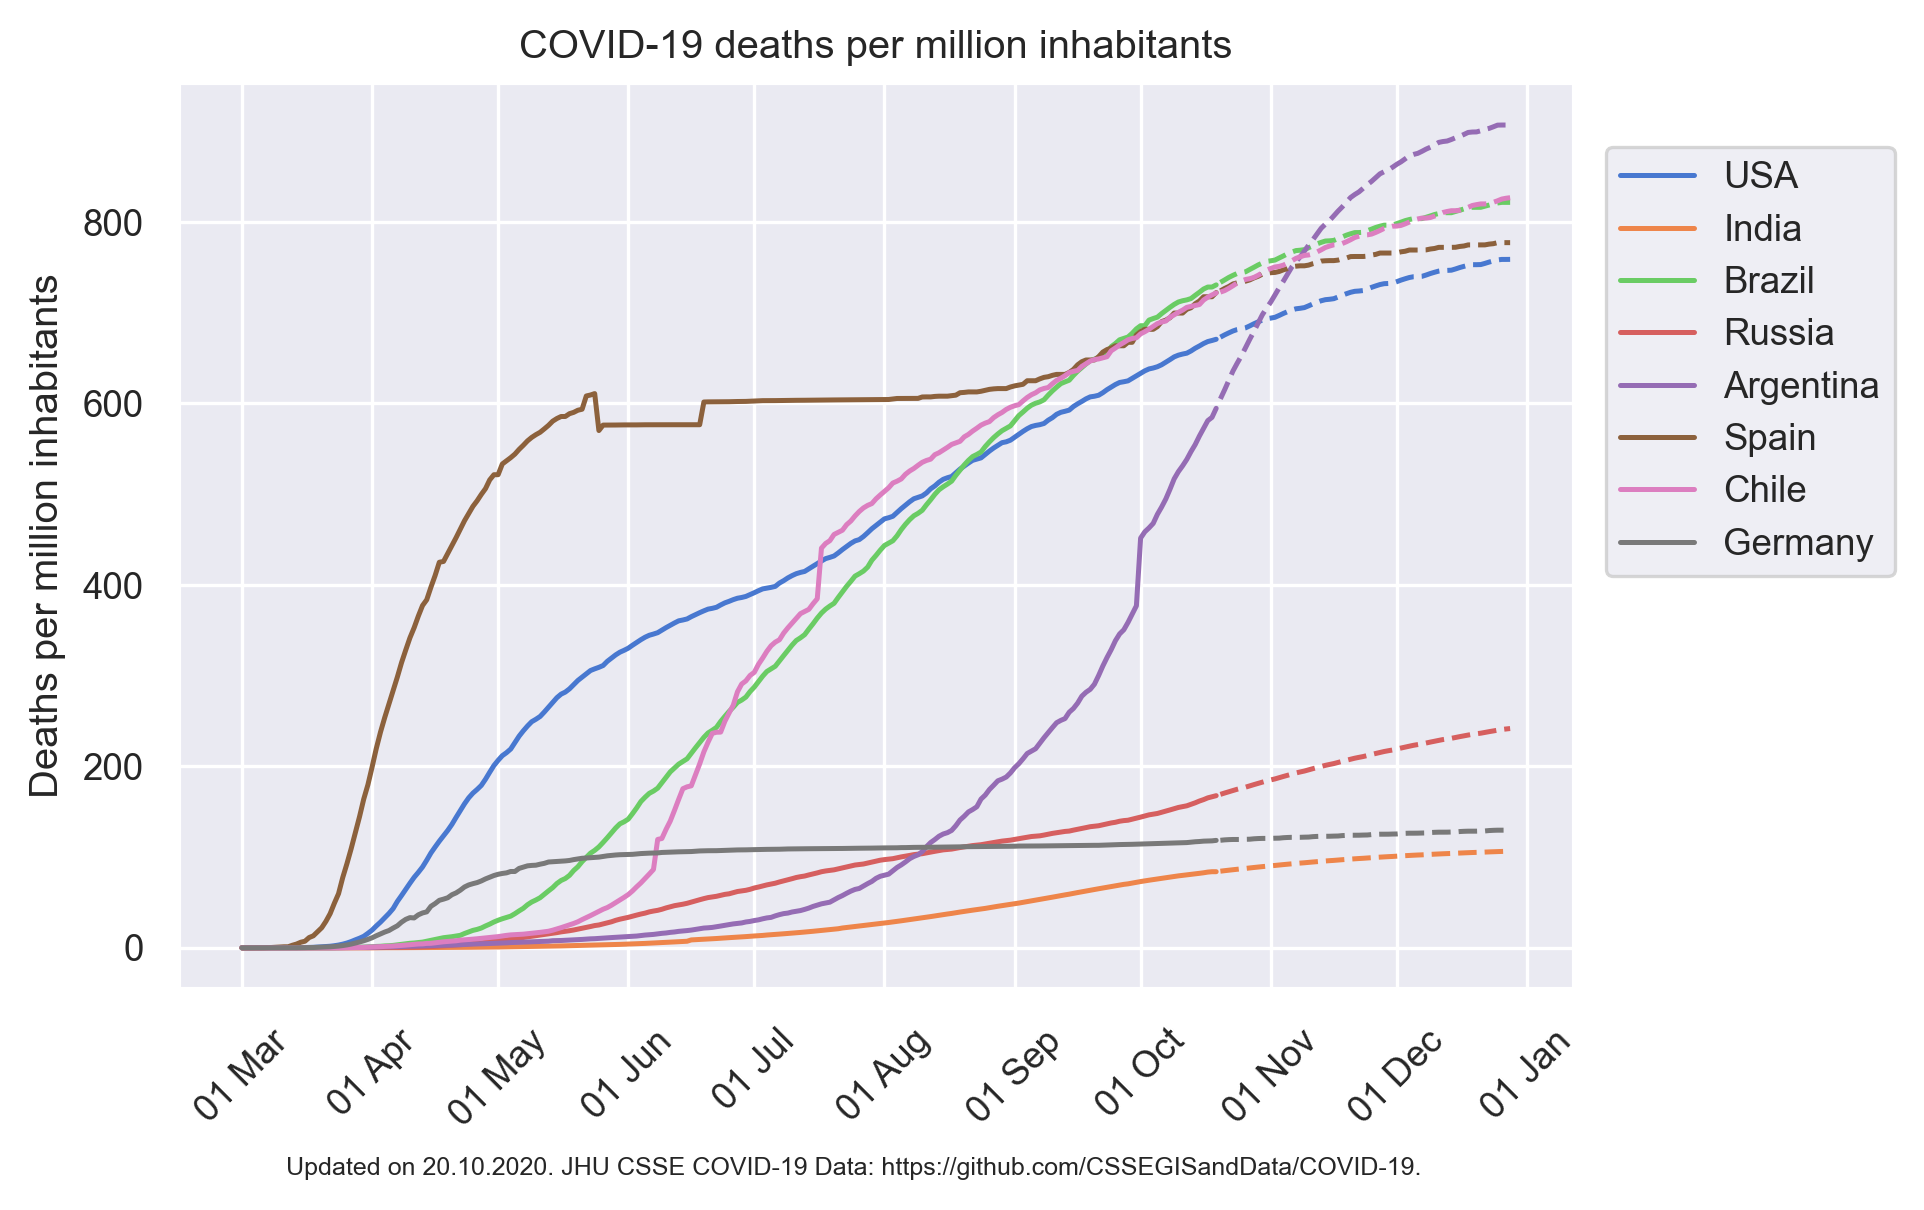 COVID-19 deaths per million inhabitants
Deaths per million inhabitants
800
600
400
200
0
01 Mar
01 Apr
01 May
01 Jun
01 Jul
01 Aug
01 Sep
01 Oct
01 Nov
01 Dec
01 Jan
USA
India
Brazil
Russia
Argentina
Spain
Chile
Germany
Updated on 20.10.2020. JHU CSSE COVID-19 Data: https://github.com/CSSEGISandData/COVID-19.